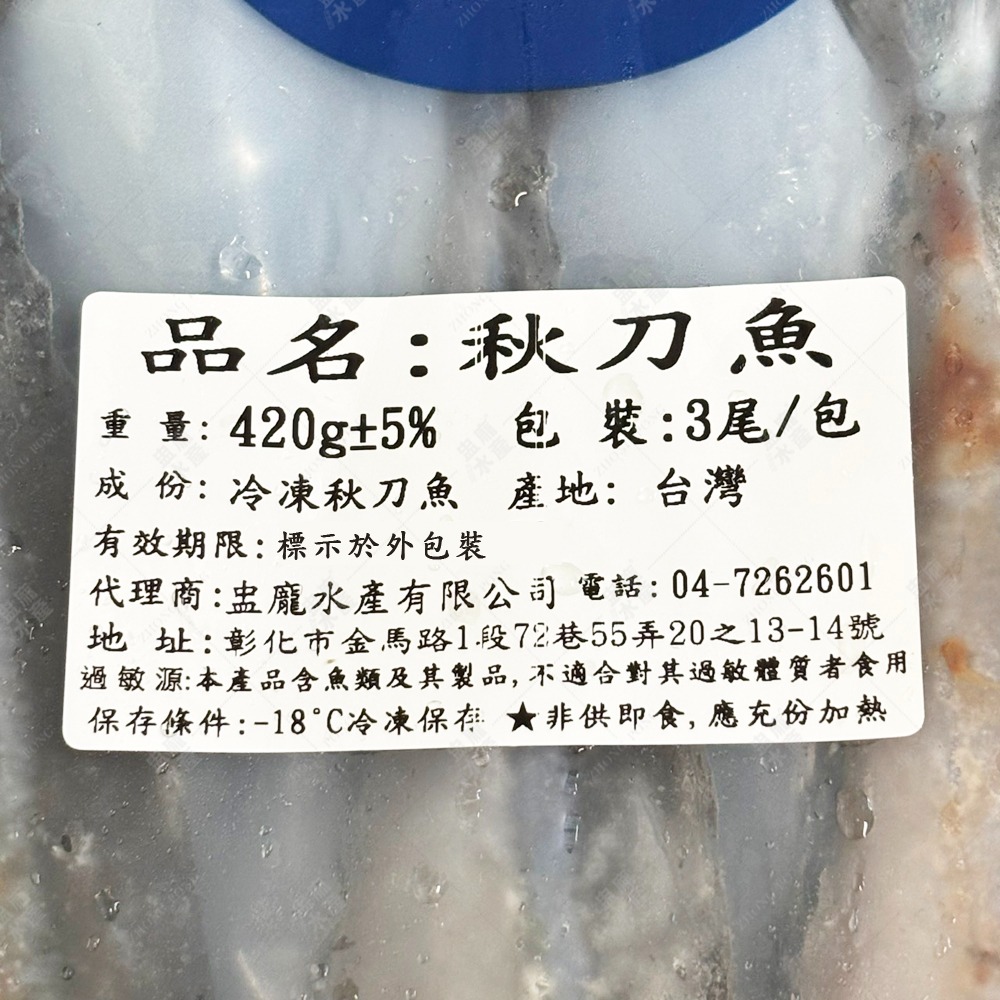 品名:秋刀魚
重量: 420g±5% 包裝:3尾/包
成份: 冷凍秋刀魚 產地: 台灣
有效期限: 標示於外包裝
代理商:盅龐水產有限公司 電話: 04-7262601
地址:彰化市金馬路1段72巷55弄20之13-14號
過敏源:本產品含魚類及其製品, 不適合對其過敏體質者食用
保存條件:-18°C冷凍保存 ★非供即食, 應充份加熱